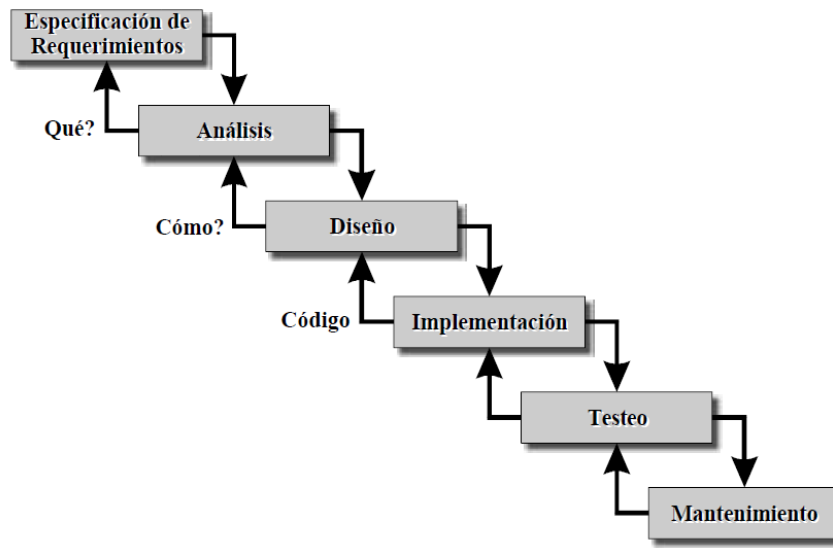 Especificación de
Requerimientos
Qué?
Análisis
Cómo?
Diseño
Código
Implementación
Testeo
Mantenimiento